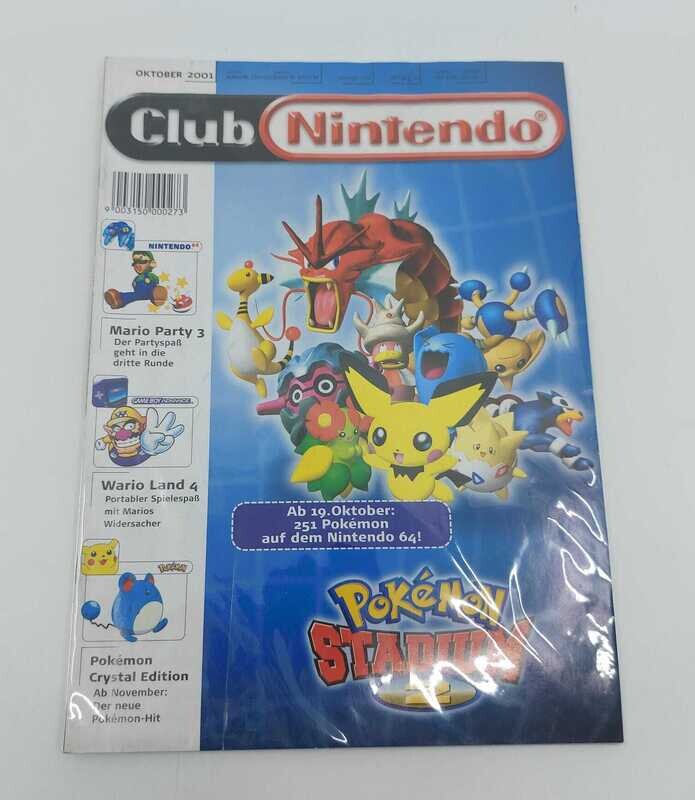 OKTOBER 2001
Club Nintendo®
9 003150 000273
NINTENDO 64
Mario Party 3
Der Partyspaß
geht in die
dritte Runde
GAME BOY ADVANCE
Wario Land 4
Portabler Spielespaß
mit Marios
Widersacher
Pokémon
Pokémon
Crystal Edition
Ab November:
Der neue
Pokémon-Hit
Ab 19.Oktober:
251 Pokémon
auf dem Nintendo 64!
Pokémon
STADIUM
2